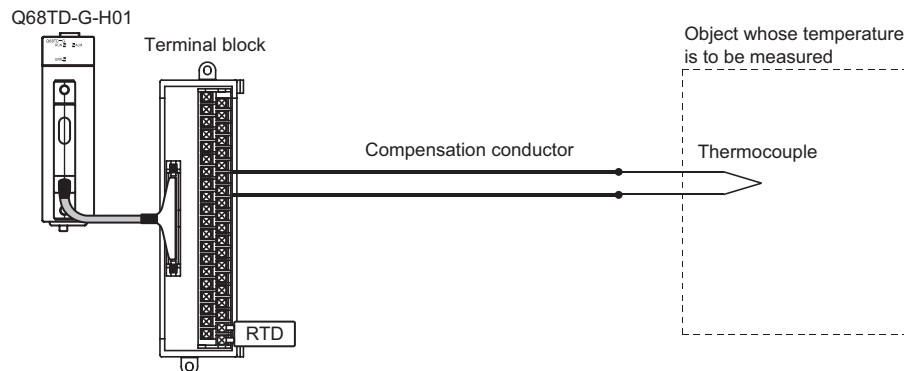 Q68TD-G-H01
Terminal block
Object whose temperature
is to be measured
Compensation conductor
Thermocouple
RTD